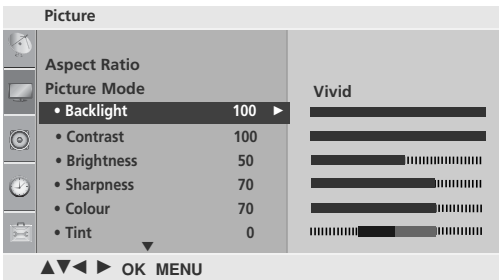 Picture
Aspect Ratio
Picture Mode
Vivid
• Backlight 100 ►
• Contrast 100
• Brightness 50
• Sharpness 70
• Colour 70
• Tint 0
▼
▲▼◄ ► OK MENU